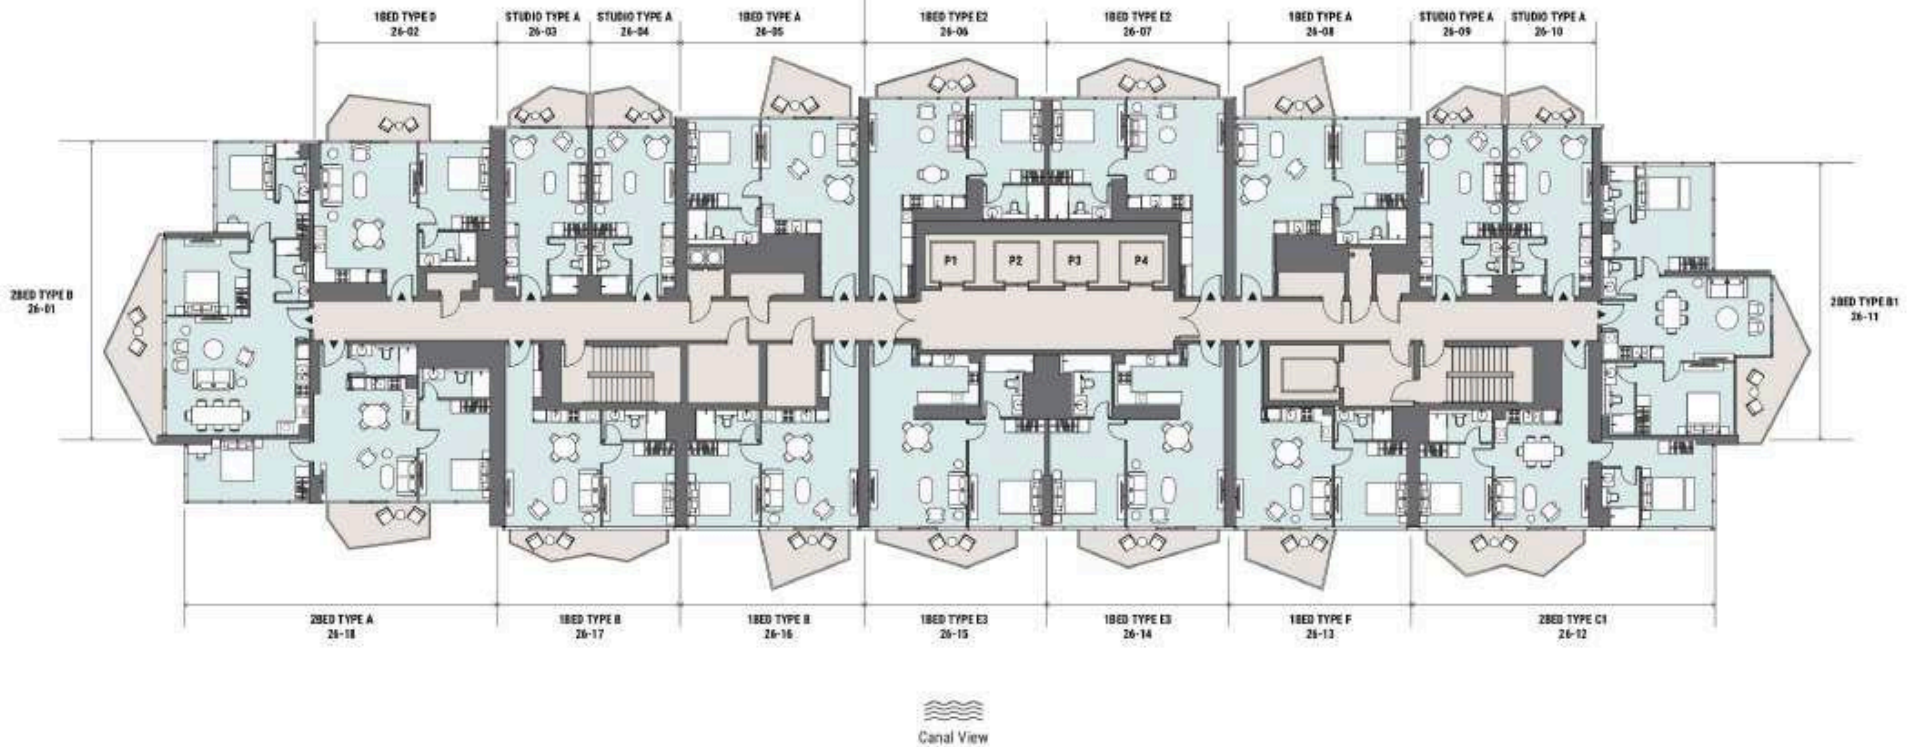 1BED TYPE D
26-02
STUDIO TYPE A
26-03
STUDIO TYPE A
26-04
1BED TYPE A
26-05
1BED TYPE E2
26-06
1BED TYPE E2
26-07
1BED TYPE A
26-08
STUDIO TYPE A
26-09
STUDIO TYPE A
26-10
2BED TYPE B
26-01
P1
P2
P3
P4
2BED TYPE B1
26-11
2BED TYPE A
26-18
1BED TYPE B
26-17
1BED TYPE B
26-16
1BED TYPE E3
26-15
1BED TYPE E3
26-14
1BED TYPE F
26-13
2BED TYPE C1
26-12
Canal View